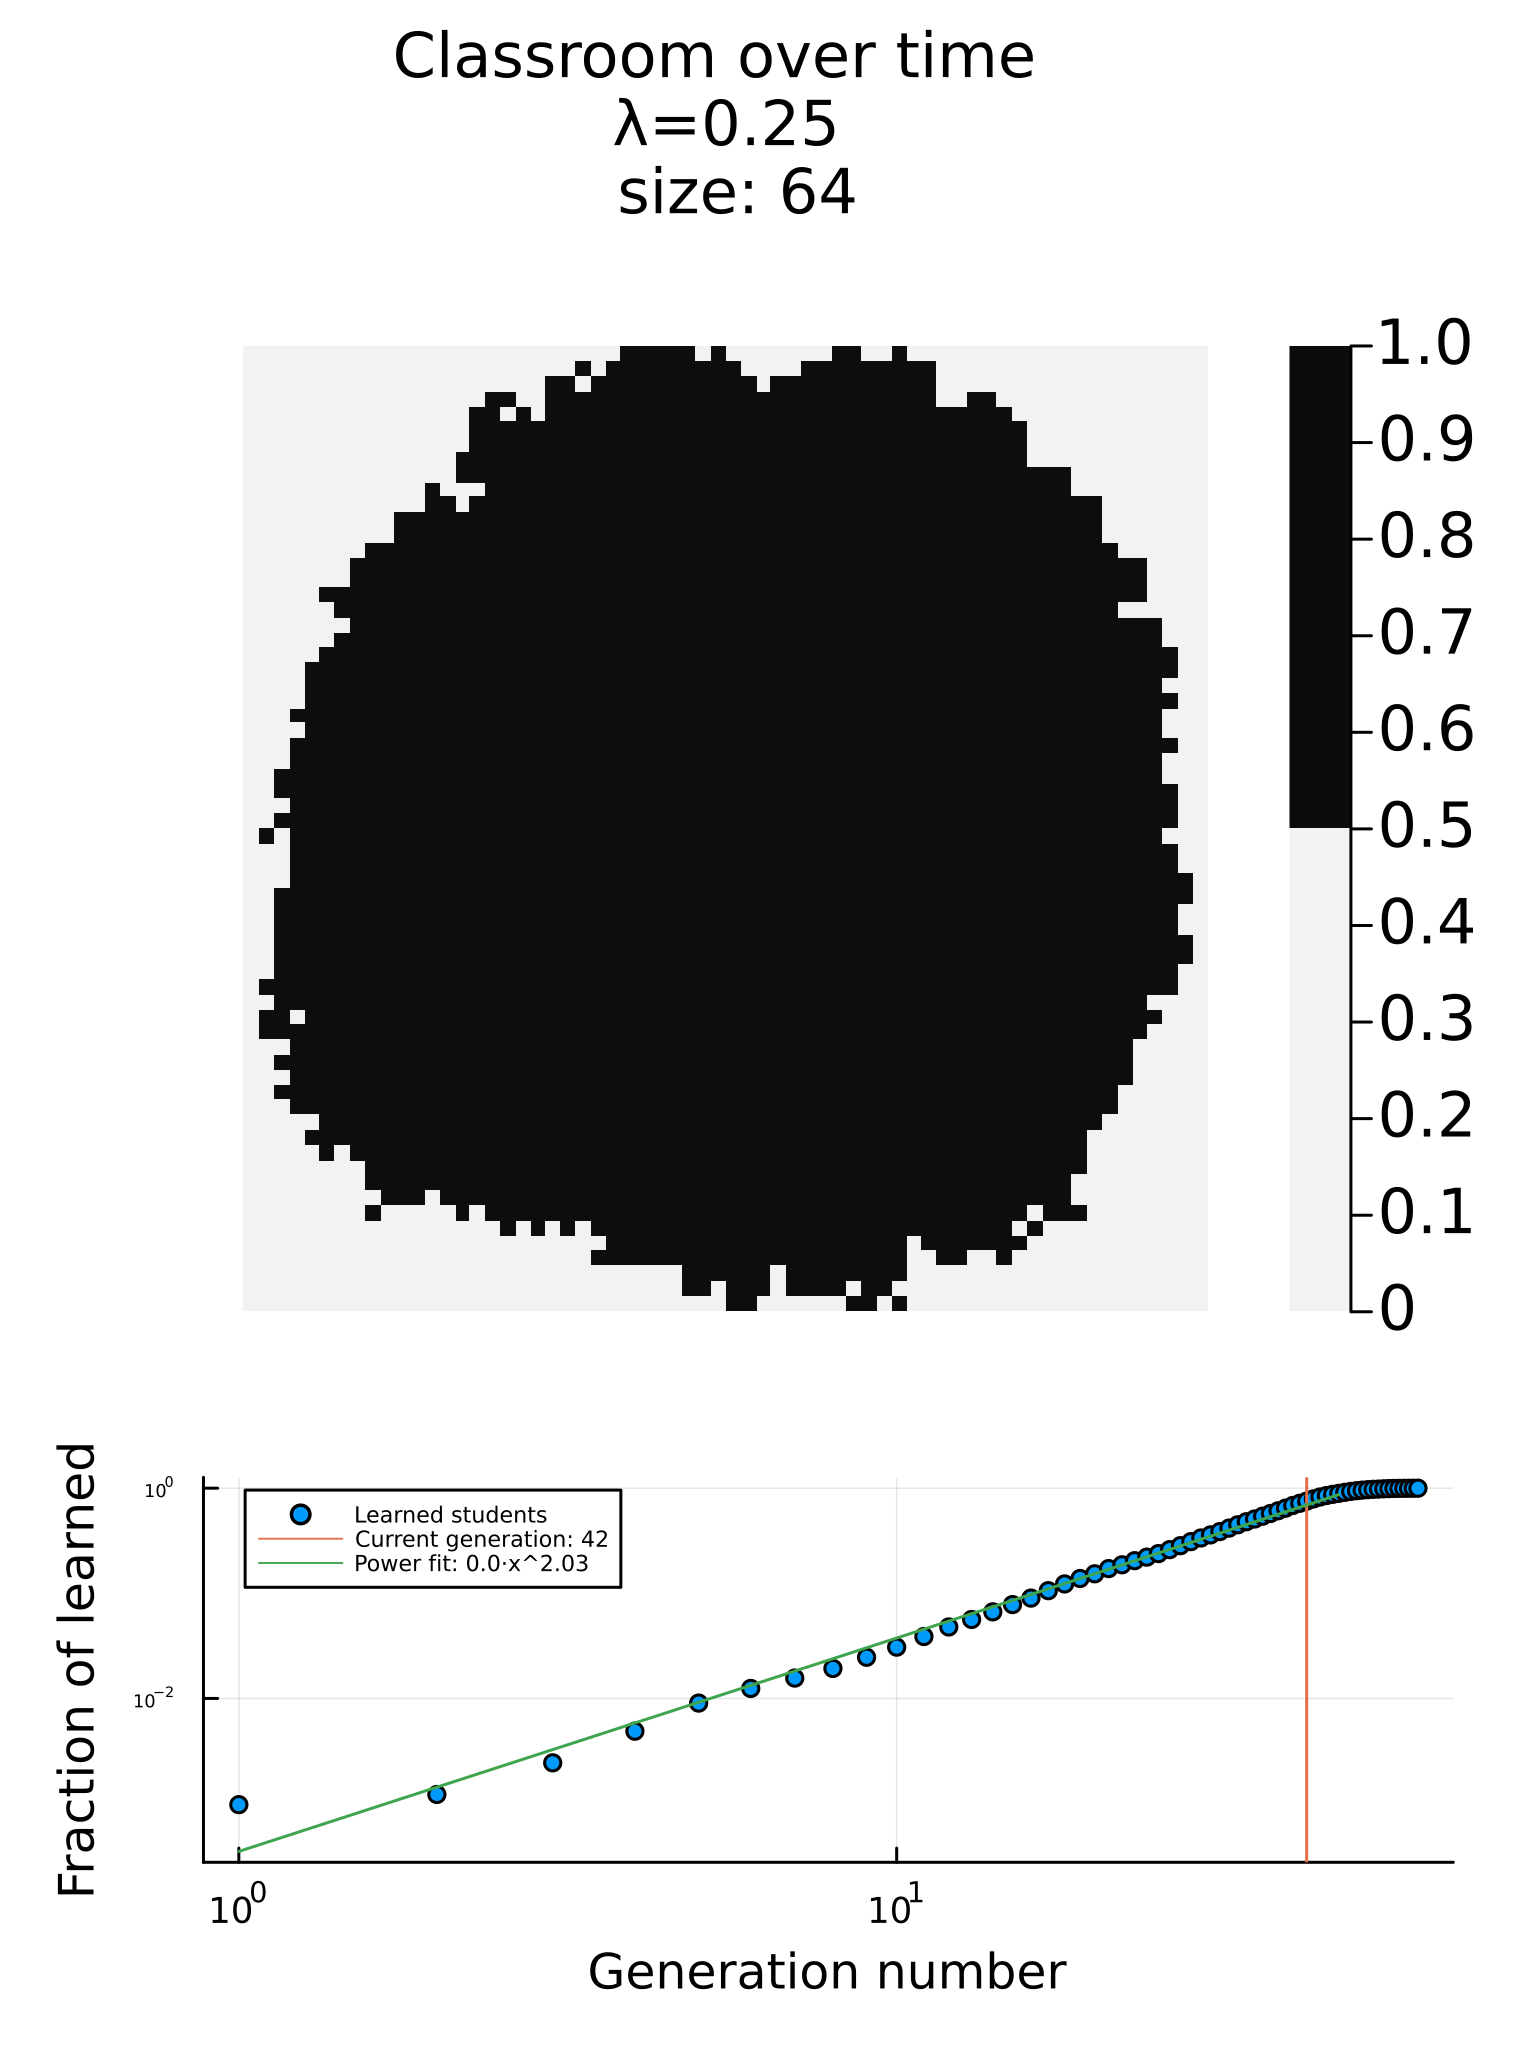 Classroom over time
λ=0.25
size: 64
1.0
0.9
0.8
0.7
0.6
0.5
0.4
0.3
0.2
0.1
0
Fraction of learned
10^0
10^−2
Learned students
Current generation: 42
Power fit: 0.0·x^2.03
10^0
10^1
Generation number